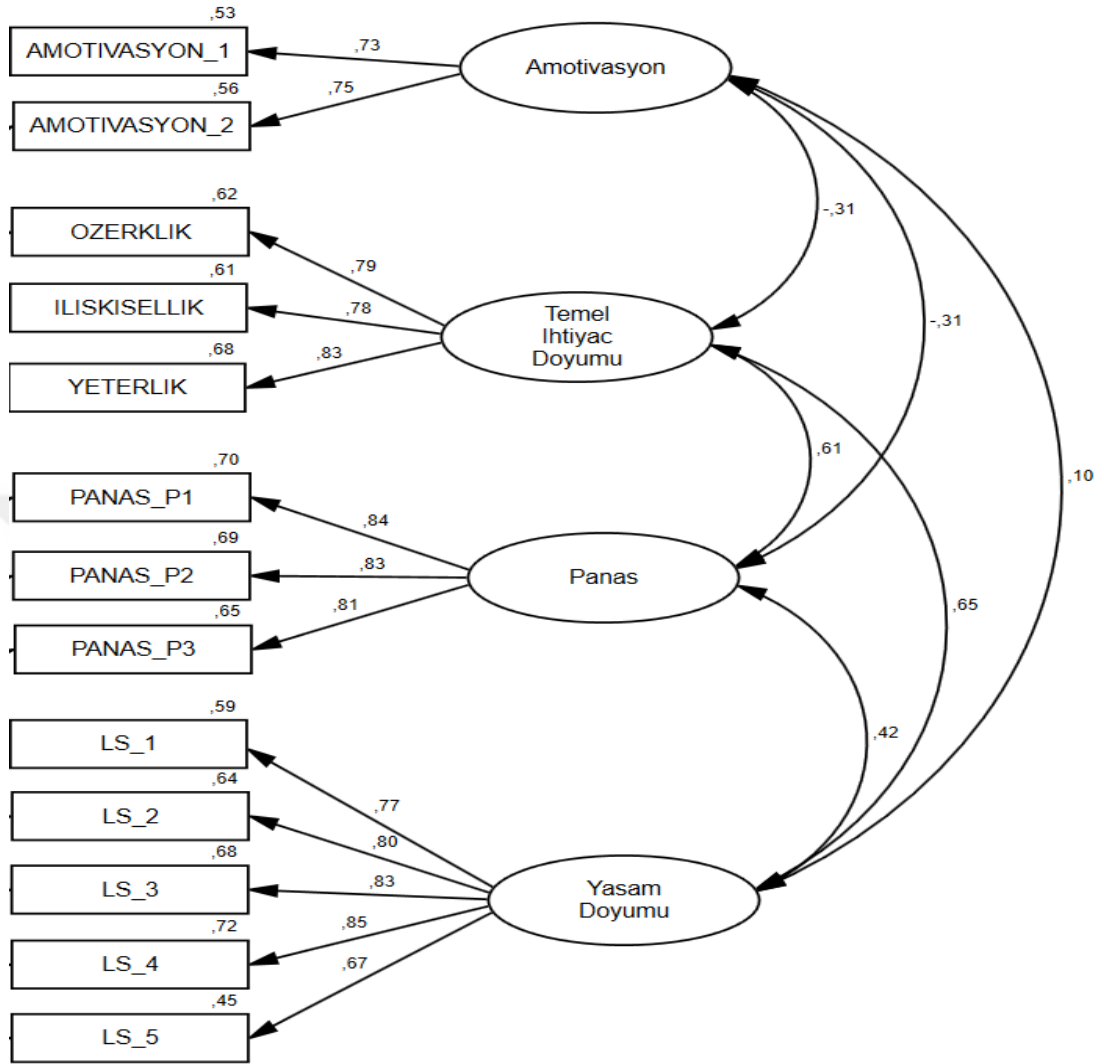 ,53
AMOTIVASYON_1
,73
Amotivasyon
,56
AMOTIVASYON_2
,75
,62
OZERKLIK
,79
-,31
,61
ILISKISELLIK
,78
Temel
Ihtiyac
Doyumu
-,31
,68
YETERLIK
,83
,61
,10
,70
PANAS_P1
,84
,69
PANAS_P2
,83
Panas
,65
,65
PANAS_P3
,81
,59
LS_1
,77
,42
,64
LS_2
,80
,68
LS_3
,83
Yasam
Doyumu
,72
LS_4
,85
,45
LS_5
,67